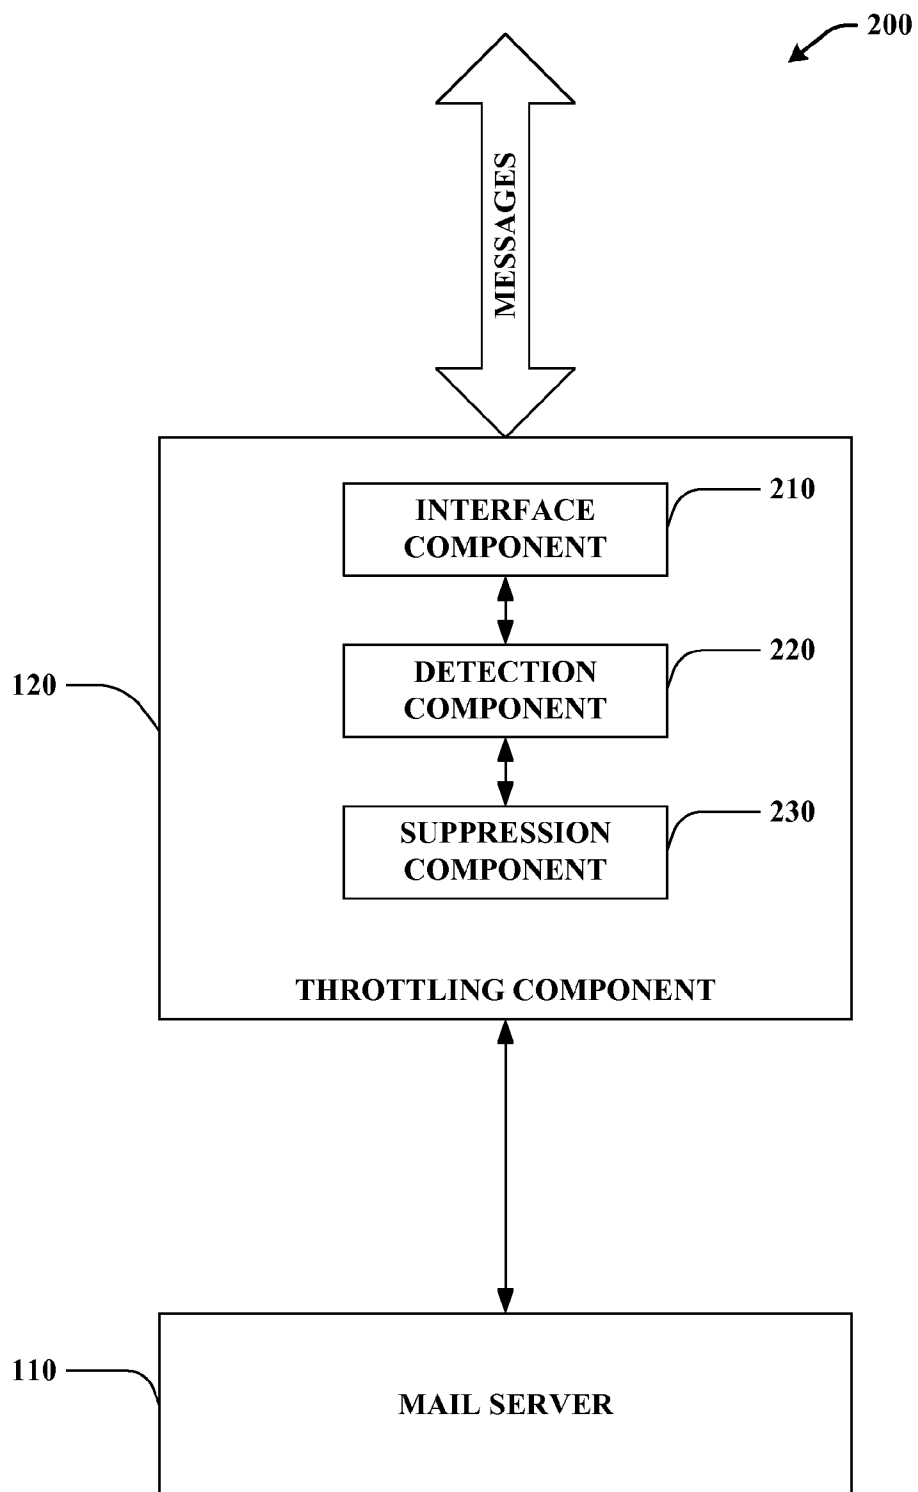 200
MESSAGES
210
INTERFACE
COMPONENT
220
DETECTION
COMPONENT
120
230
SUPPRESSION
COMPONENT
THROTTLING COMPONENT
110
MAIL SERVER